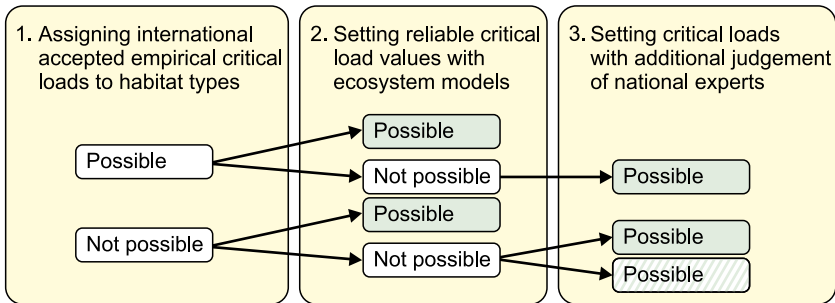 1. Assigning international
accepted empirical critical
loads to habitat types
Possible
Not possible
2. Setting reliable critical
load values with
ecosystem models
Possible
Not possible
Possible
Not possible
3. Setting critical loads
with additional judgement
of national experts
Possible
Possible
Possible